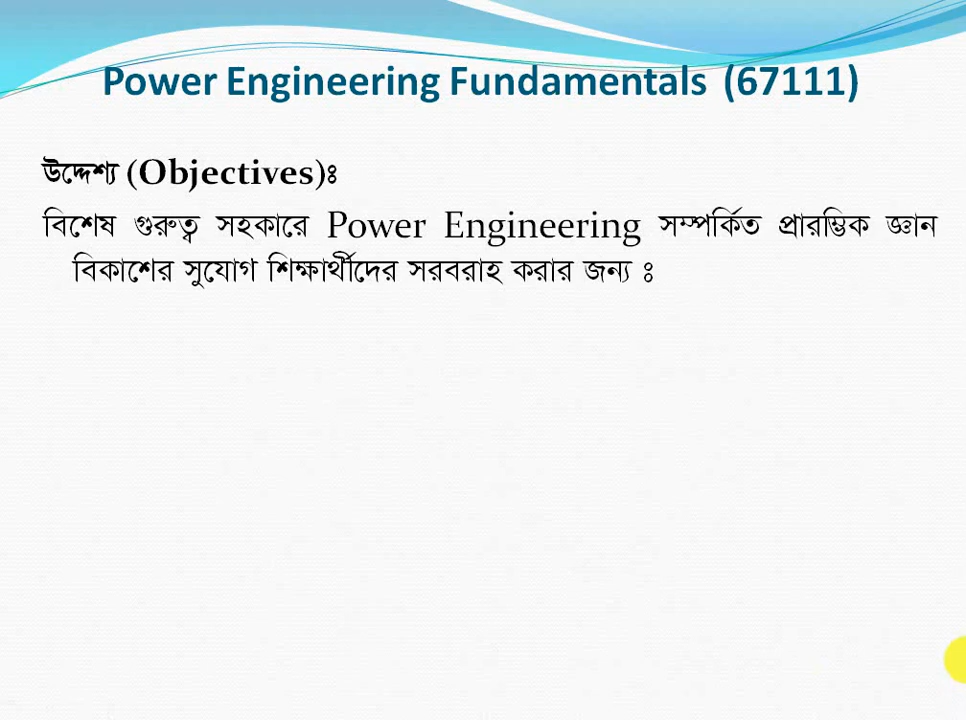 Power Engineering Fundamentals (67111)
উদ্দেশ্য (Objectives)ঃ
বিশেষ গুরুত্ব সহকারে Power Engineering সম্পর্কিত প্রারম্ভিক জ্ঞান
বিকাশের সুযোগ শিক্ষার্থীদের সরবরাহ করার জন্য ঃ